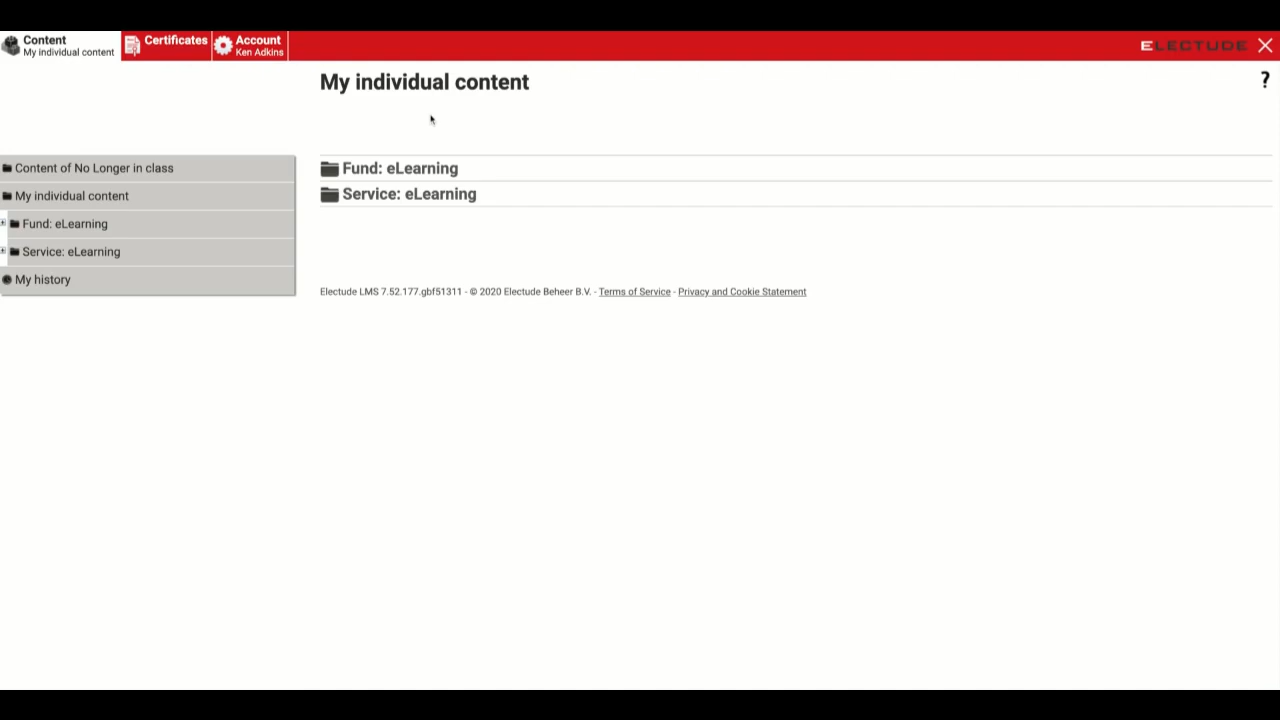 Content
My individual content
Certificates
Account
Ken Adkins
ELECTUDE
My individual content
?
Content of No Longer in class
My individual content
Fund: eLearning
Service: eLearning
My history
Fund: eLearning
Service: eLearning
Electude LMS 7.52.177.gbf51311 - © 2020 Electude Beheer B.V. - Terms of Service - Privacy and Cookie Statement